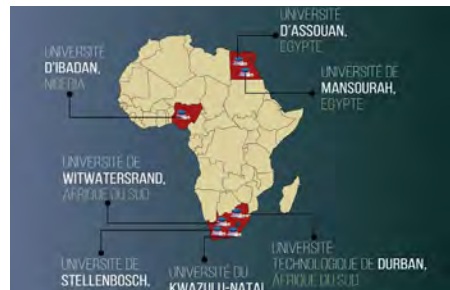 UNIVERSITÉ
D'ASSOUAN,
EGYPTE
UNIVERSITÉ
D'IBADAN,
NIGERIA
UNIVERSITÉ DE
MANSOURAH,
EGYPTE
UNIVERSITÉ DE
WITWATERSRAND,
AFRIQUE DU SUD
UNIVERSITÉ DE
STELLENBOSCH,
UNIVERSITÉ DU
KWAZULU-NATAL
UNIVERSITÉ
TECHNOLOGIQUE DE DURBAN,
AFRIQUE DU SUD